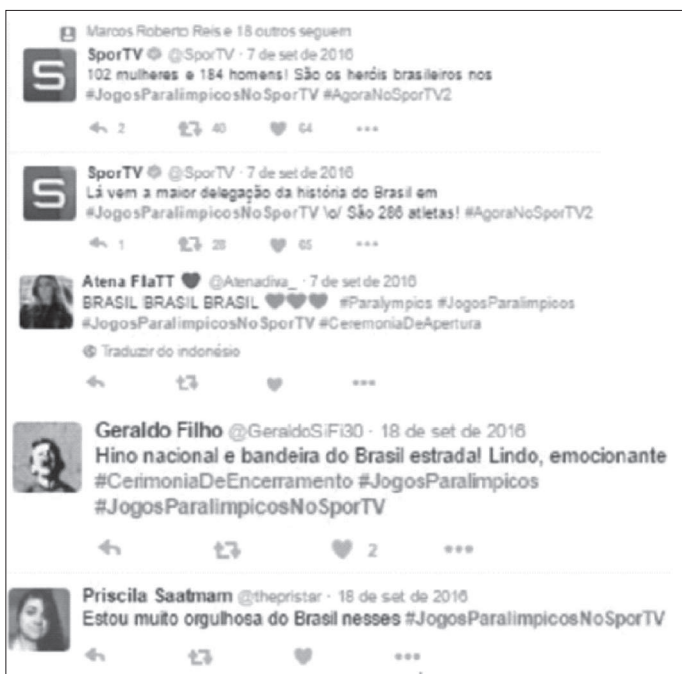 Marcos Roberto Reis e 18 outros seguem
SporTV @SporTV · 7 de set de 2016
102 mulheres e 184 homens! São os heróis brasileiros nos
#JogosParalimpicosNoSporTV #AgoraNoSporTV2
2 40 64
SporTV @SporTV · 7 de set de 2016
Lá vem a maior delegação da história do Brasil em
#JogosParalimpicosNoSporTV \o/ São 286 atletas! #AgoraNoSporTV2
1 28 65
Atena FlaTT @Atenadiva_ · 7 de set de 2016
BRASIL BRASIL BRASIL #Paralympics #JogosParalimpicos
#JogosParalimpicosNoSporTV #CeremoniaDeApertura
Traduzir do indonésio
Geraldo Filho @GeraldoSiFi30 · 18 de set de 2016
Hino nacional e bandeira do Brasil estrada! Lindo, emocionante
#CerimoniaDeEncerramento #JogosParalimpicos
#JogosParalimpicosNoSporTV
2
Priscila Saatmam @thepristar · 18 de set de 2016
Estou muito orgulhosa do Brasil nesses #JogosParalimpicosNoSporTV